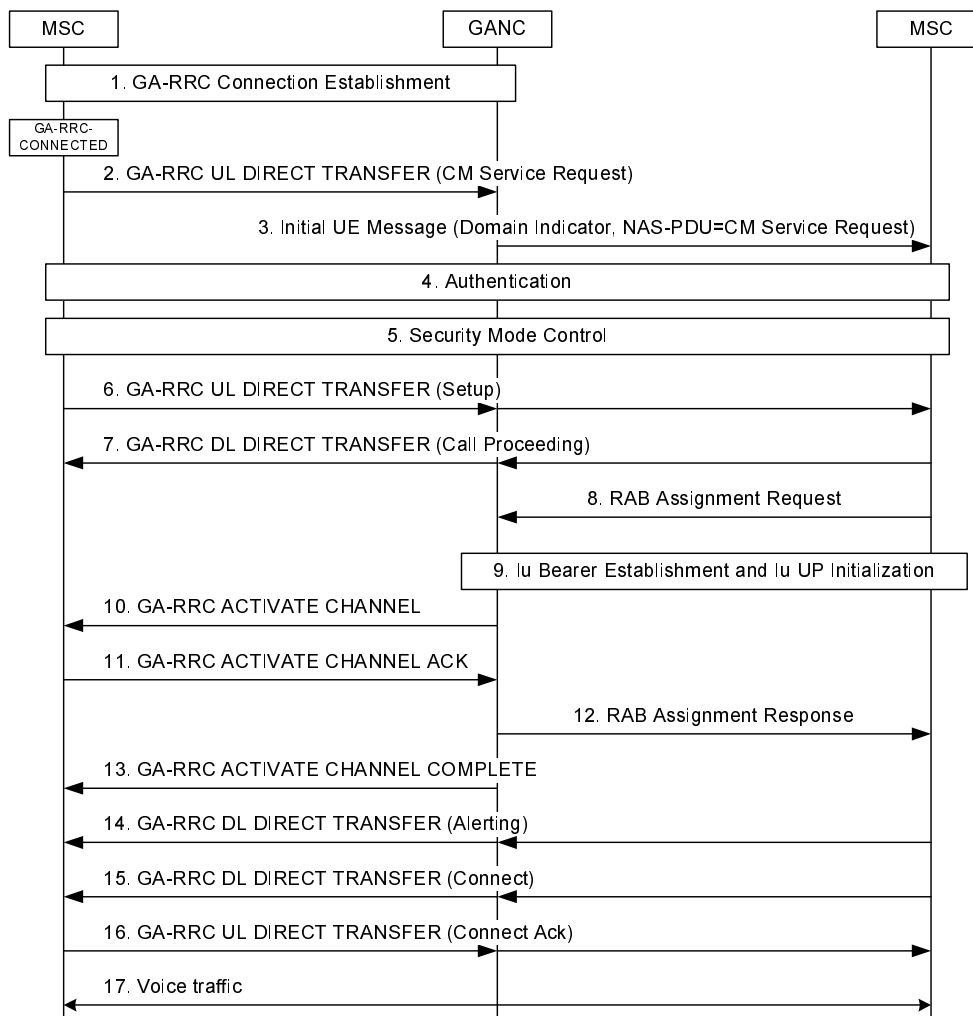 MSC
GANC
MSC
1. GA-RRC Connection Establishment
GA-RRC-
CONNECTED
2. GA-RRC UL DIRECT TRANSFER (CM Service Request)
3. Initial UE Message (Domain Indicator, NAS-PDU=CM Service Request)
4. Authentication
5. Security Mode Control
6. GA-RRC UL DIRECT TRANSFER (Setup)
7. GA-RRC DL DIRECT TRANSFER (Call Proceeding)
8. RAB Assignment Request
9. Iu Bearer Establishment and Iu UP Initialization
10. GA-RRC ACTIVATE CHANNEL
11. GA-RRC ACTIVATE CHANNEL ACK
12. RAB Assignment Response
13. GA-RRC ACTIVATE CHANNEL COMPLETE
14. GA-RRC DL DIRECT TRANSFER (Alerting)
15. GA-RRC DL DIRECT TRANSFER (Connect)
16. GA-RRC UL DIRECT TRANSFER (Connect Ack)
17. Voice traffic